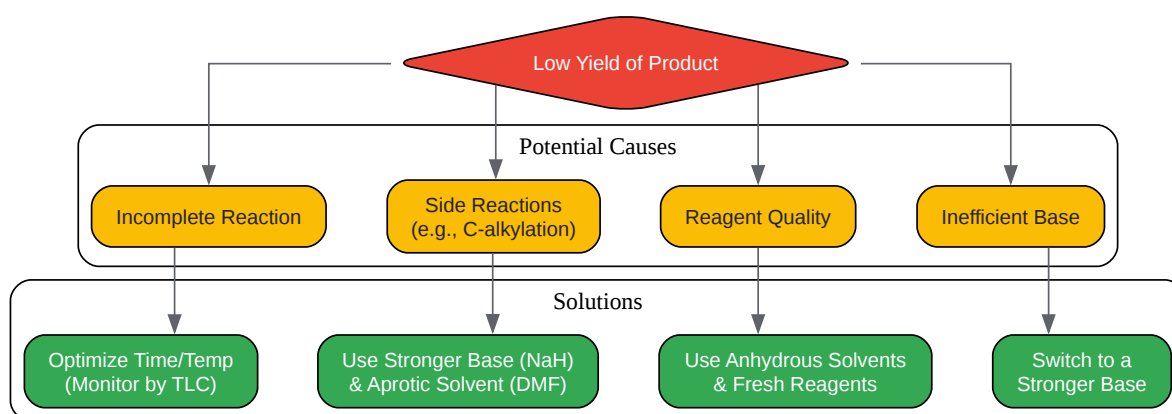 Low Yield of Product
Potential Causes
Incomplete Reaction
Side Reactions
(e.g., C-alkylation)
Reagent Quality
Inefficient Base
Solutions
Optimize Time/Temp
(Monitor by TLC)
Use Stronger Base (NaH)
& Aprotic Solvent (DMF)
Use Anhydrous Solvents
& Fresh Reagents
Switch to a
Stronger Base